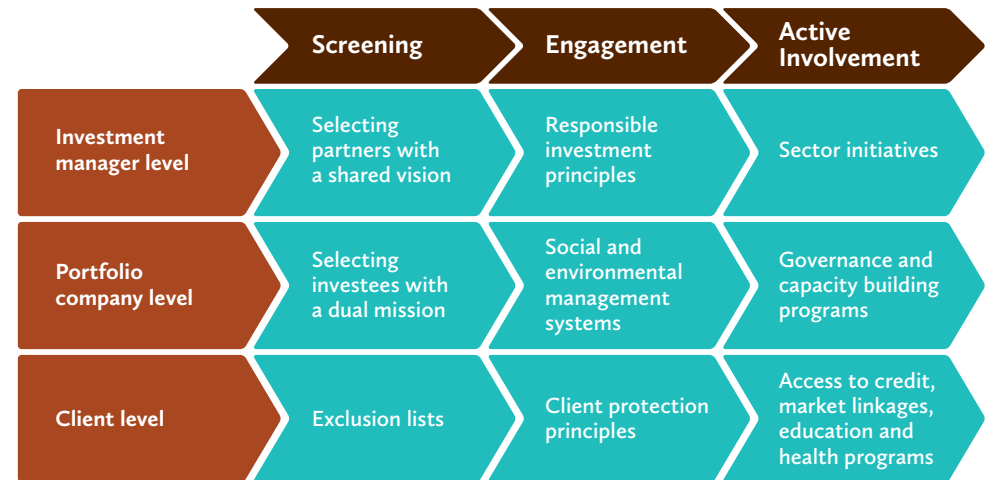 Screening
Engagement
Active
Involvement
Investment
manager level
Selecting
partners with
a shared vision
Responsible
investment
principles
Sector initiatives
Portfolio
company level
Selecting
investees with
a dual mission
Social and
environmental
management
systems
Governance and
capacity building
programs
Client level
Exclusion lists
Client protection
principles
Access to credit,
market linkages,
education and
health programs